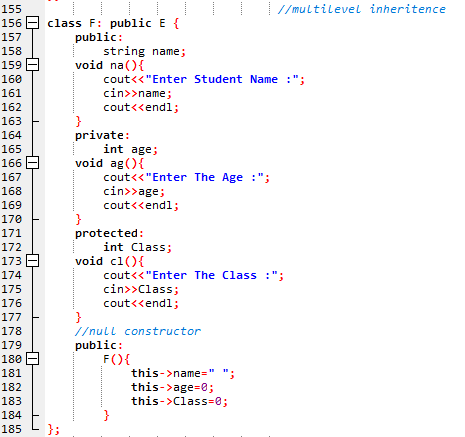 155 //multilevel inheritence
156 class F: public E {
157 public:
158 string name;
159 void na(){
160 cout<<"Enter Student Name :";
161 cin>>name;
162 cout<<endl;
163 }
164 private:
165 int age;
166 void ag(){
167 cout<<"Enter The Age :";
168 cin>>age;
169 cout<<endl;
170 }
171 protected:
172 int Class;
173 void cl(){
174 cout<<"Enter The Class :";
175 cin>>Class;
176 cout<<endl;
177 }
178 //null constructor
179 public:
180 F(){
181 this->name=" ";
182 this->age=0;
183 this->Class=0;
184 }
185 };